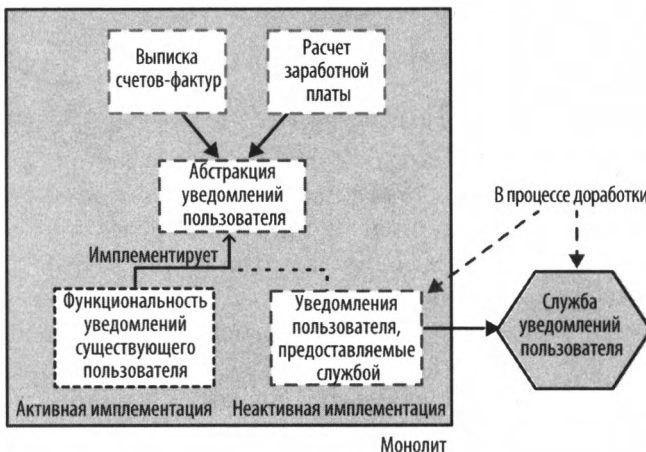 Выписка
счетов-фактур
Расчет
заработной
платы
Абстракция
уведомлений
пользователя
В процессе доработки
Имплементирует
Функциональность
уведомлений
существующего
пользователя
Уведомления
пользователя,
предоставляемые
службой
Служба
уведомлений
пользователя
Активная имплементация
Неактивная имплементация
Монолит